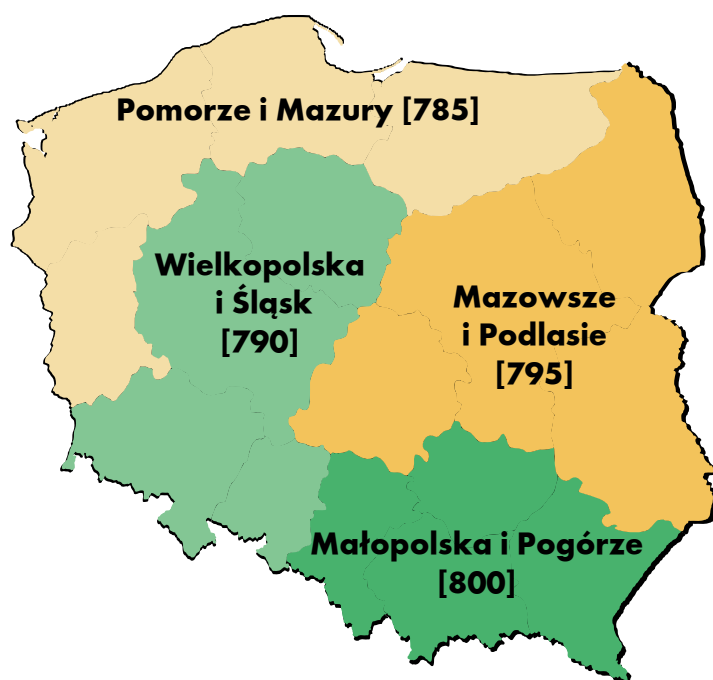 Pomorze i Mazury [785]
Wielkopolska
i Śląsk
[790]
Mazowsze
i Podlasie
[795]
Małopolska i Pogórze
[800]